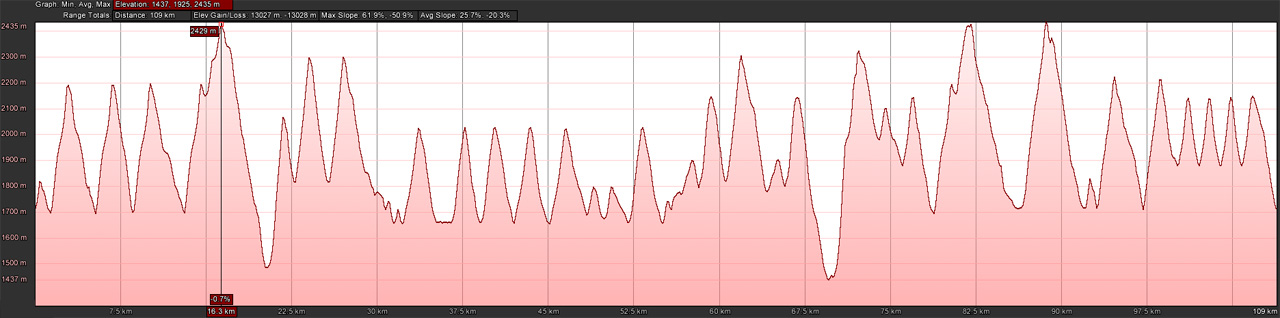 Graph: Min, Avg, Max Elevation: 1437, 1925, 2435 m
Range Totals: Distance: 109 km Elev Gain/Loss: 13027 m, -13028 m Max Slope: 61.9%, -50.9% Avg Slope: 25.7%, -20.3%
2435 m
2429 m
2300 m
2200 m
2100 m
2000 m
1900 m
1800 m
1700 m
1600 m
1500 m
1437 m
-0.7%
7.5 km 16.3 km 22.5 km 30 km 37.5 km 45 km 52.5 km 60 km 67.5 km 75 km 82.5 km 90 km 97.5 km 109 km